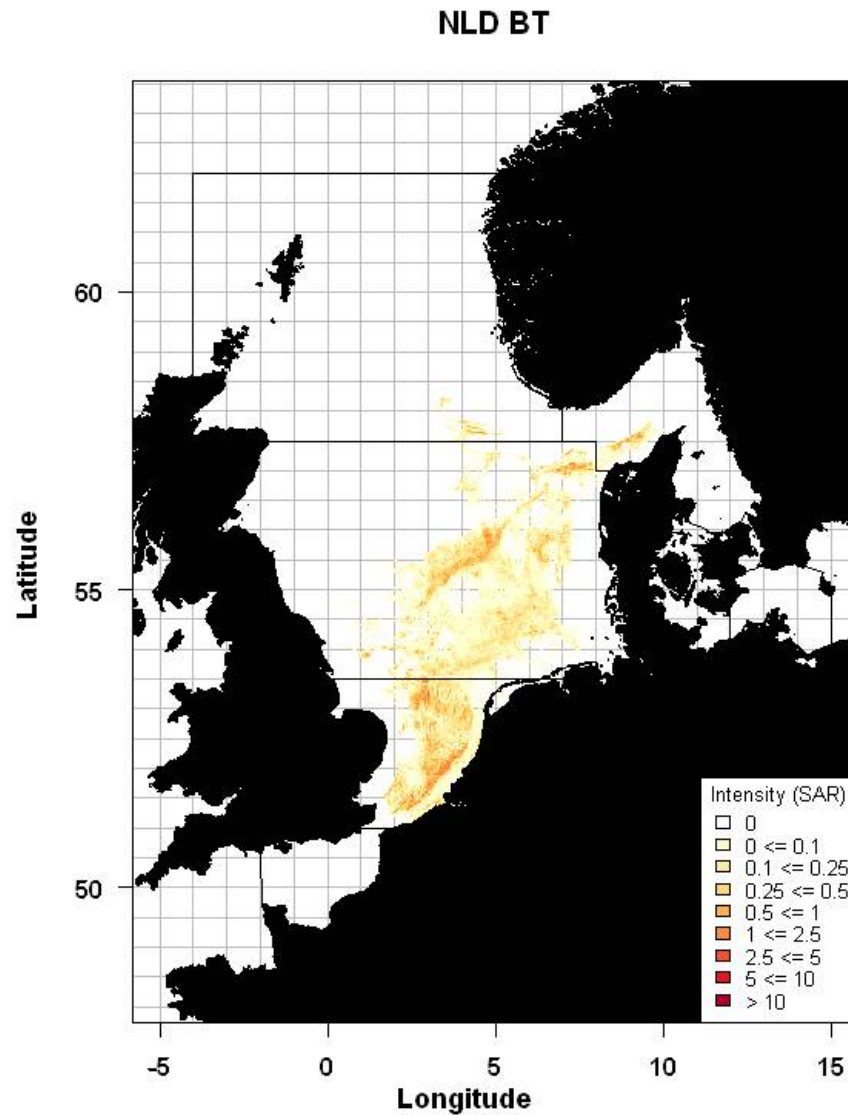 NLD BT
Latitude
60
55
50
Intensity (SAR)
0
0 <= 0.1
0.1 <= 0.25
0.25 <= 0.5
0.5 <= 1
1 <= 2.5
2.5 <= 5
5 <= 10
> 10
-5
0
5
10
15
Longitude